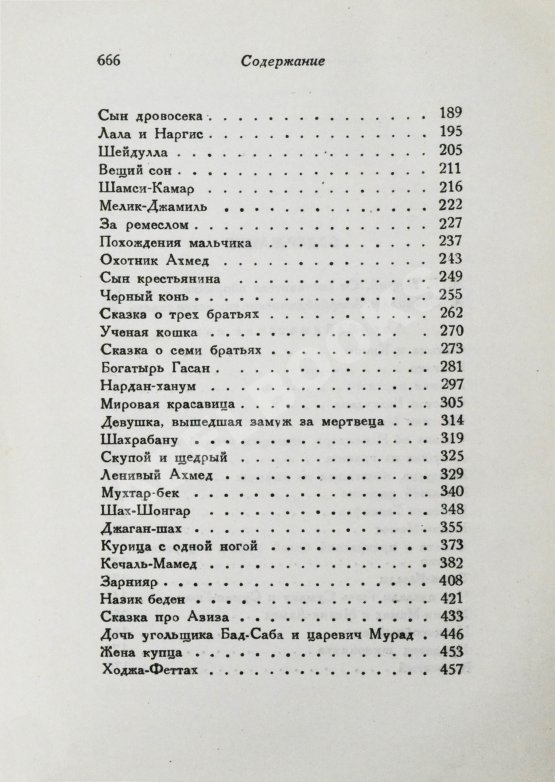 666 Содержание
Сын дровосека . . . . . . . . . . . . . . 189
Лала и Наргис . . . . . . . . . . . . . . 195
Шейдулла . . . . . . . . . . . . . . . . 205
Вещий сон . . . . . . . . . . . . . . . . 211
Шамси-Камар . . . . . . . . . . . . . . 216
Мелик-Джамиль . . . . . . . . . . . . . 222
За ремеслом . . . . . . . . . . . . . . . 227
Похождения мальчика . . . . . . . . . . 237
Охотник Ахмед . . . . . . . . . . . . . 243
Сын крестьянина . . . . . . . . . . . . 249
Черный конь . . . . . . . . . . . . . . . 255
Сказка о трех братьях . . . . . . . . . . 262
Ученая кошка . . . . . . . . . . . . . . 270
Сказка о семи братьях . . . . . . . . . . 273
Богатырь Гасан . . . . . . . . . . . . . 281
Нардан-ханум . . . . . . . . . . . . . . 297
Мировая красавица . . . . . . . . . . . . 305
Девушка, вышедшая замуж за мертвеца . . . 314
Шахрабану . . . . . . . . . . . . . . . 319
Скупой и щедрый . . . . . . . . . . . . 325
Ленивый Ахмед . . . . . . . . . . . . . 329
Мухтар-бек . . . . . . . . . . . . . . . 340
Шах-Шонгар . . . . . . . . . . . . . . 348
Джаган-шах . . . . . . . . . . . . . . . 355
Курица с одной ногой . . . . . . . . . . 373
Кечаль-Мамед . . . . . . . . . . . . . . 382
Зарнияр . . . . . . . . . . . . . . . . . 408
Назик беден . . . . . . . . . . . . . . . 421
Сказка про Азиза . . . . . . . . . . . . 433
Дочь угольщика Бад-Саба и царевич Мурад . 446
Жена купца . . . . . . . . . . . . . . . 453
Ходжа-Феттах . . . . . . . . . . . . . . 457